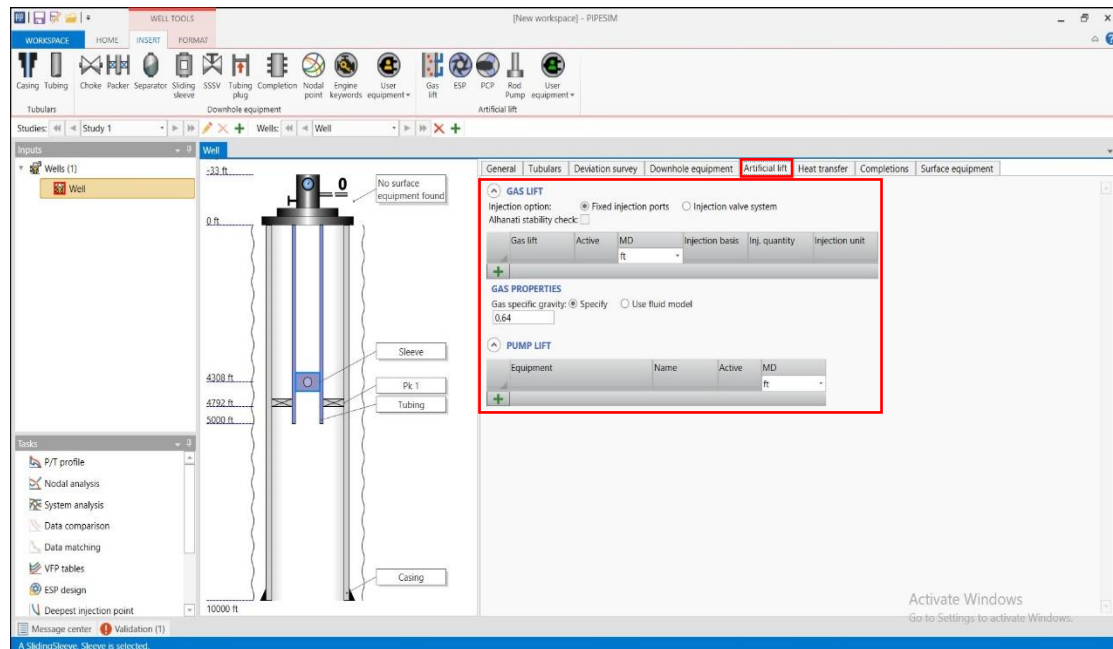 WELL TOOLS
[New workspace] - PIPESIM
WORKSPACE HOME INSERT FORMAT
Casing Tubing Choke Packer Separator Sliding sleeve SSSV Tubing plug Completion Nodal point Engine keywords User equipment Gas lift ESP PCP Rod Pump User equipment
Tubulars Downhole equipment Artificial lift
Studies: Study 1 Wells: Well
Inputs
Wells (1)
Well
Well
-33 ft
No surface
equipment found
0
0 ft
Sleeve
4308 ft
Pk 1
4792 ft
Tubing
5000 ft
Casing
10000 ft
General Tubulars Deviation survey Downhole equipment Artificial lift Heat transfer Completions Surface equipment
GAS LIFT
Injection option: Fixed injection ports Injection valve system
Alhanati stability check:
Gas lift Active MD Injection basis Inj. quantity Injection unit
ft
GAS PROPERTIES
Gas specific gravity: Specify Use fluid model
0.64
PUMP LIFT
Equipment Name Active MD
ft
Tasks
P/T profile
Nodal analysis
System analysis
Data comparison
Data matching
VFP tables
ESP design
Deepest injection point
Activate Windows
Go to Settings to activate Windows.
Message center Validation (1)
A SlidingSleeve, Sleeve is selected.